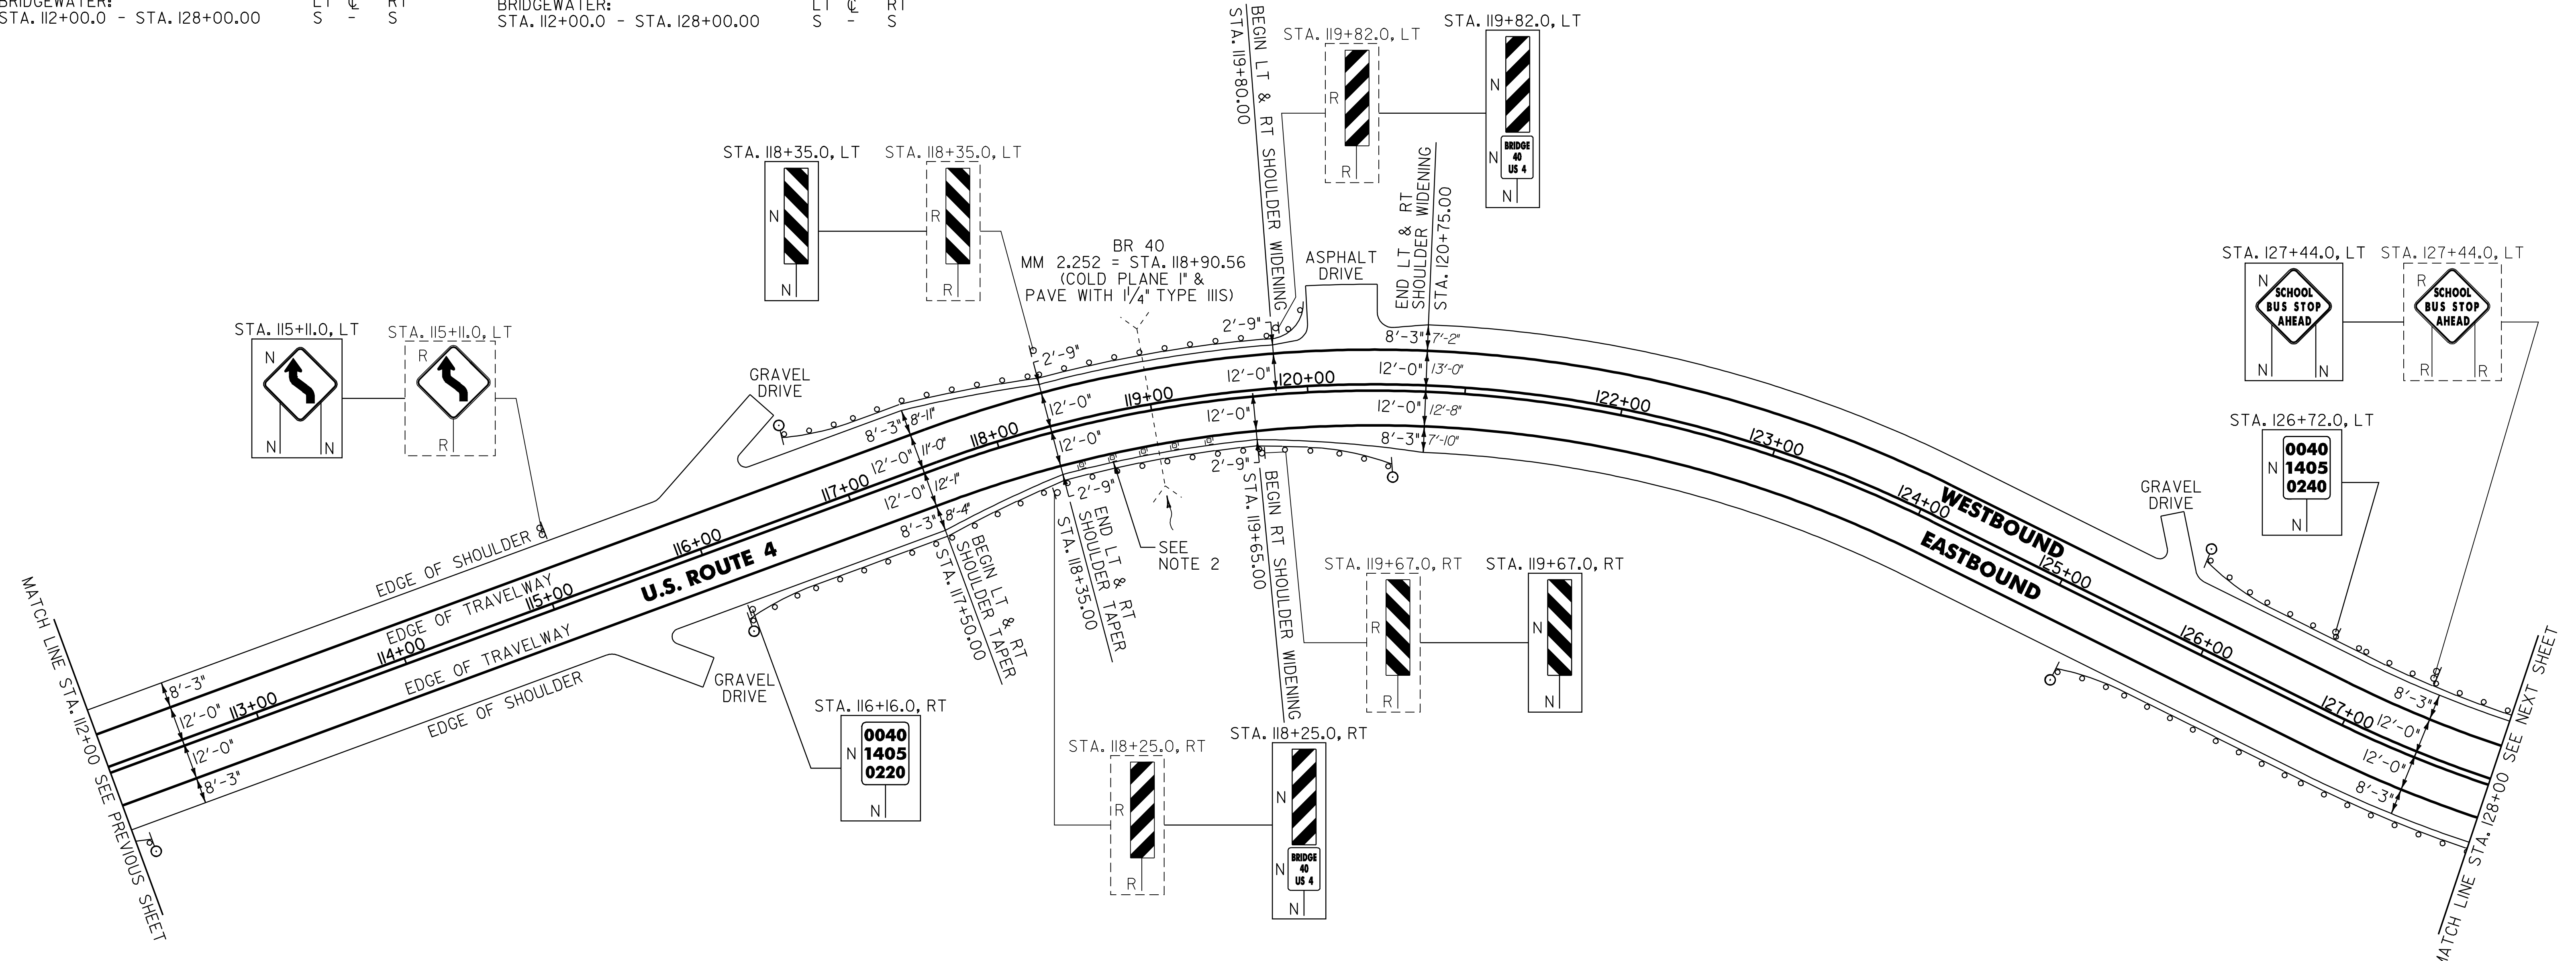 BRIDGEWATER: LT ℄ RT
STA. 112+00.0 - STA. 128+00.00 S - S
BRIDGEWATER: LT ℄ RT
STA. 112+00.0 - STA. 128+00.00 S - S
STA. 115+11.0, LT
N
N N
STA. 115+11.0, LT
R
R
STA. 118+35.0, LT
N
N
STA. 118+35.0, LT
R
R
BR 40
MM 2.252 = STA. 118+90.56
(COLD PLANE 1" &
PAVE WITH 1 1/4" TYPE IIIS)
BEGIN LT & RT SHOULDER WIDENING
STA. 119+80.00
STA. 119+82.0, LT
R
R
STA. 119+82.0, LT
N
N
BRIDGE
40
US 4
N
ASPHALT
DRIVE
END LT & RT
SHOULDER WIDENING
STA. 120+75.00
STA. 127+44.0, LT
N
SCHOOL
BUS STOP
AHEAD
N N
STA. 127+44.0, LT
R
SCHOOL
BUS STOP
AHEAD
R R
STA. 126+72.0, LT
N
0040
1405
0240
N
GRAVEL
DRIVE
GRAVEL
DRIVE
GRAVEL
DRIVE
MATCH LINE STA. 112+00 SEE PREVIOUS SHEET
EDGE OF SHOULDER
EDGE OF TRAVELWAY
U.S. ROUTE 4
EDGE OF TRAVELWAY
EDGE OF SHOULDER
8'-3"
12'-0"
12'-0"
8'-3"
113+00
114+00
115+00
116+00
117+00
118+00
119+00
120+00
122+00
123+00
124+00
125+00
126+00
127+00
WESTBOUND
EASTBOUND
8'-3" 8'-11"
12'-0" 11'-0"
12'-0" 12'-1"
8'-3" 8'-4"
2'-9"
12'-0"
12'-0"
2'-9"
2'-9"
12'-0"
12'-0"
2'-9"
8'-3" 7'-2"
12'-0" 13'-0"
12'-0" 12'-8"
8'-3" 7'-10"
8'-3"
12'-0"
12'-0"
8'-3"
BEGIN LT & RT
SHOULDER TAPER
STA. 117+50.00
END LT & RT
SHOULDER TAPER
STA. 118+35.00
SEE
NOTE 2
BEGIN RT SHOULDER WIDENING
STA. 119+65.00
STA. 119+67.0, RT
R
R
STA. 119+67.0, RT
N
N
STA. 116+16.0, RT
N
0040
1405
0220
N
STA. 118+25.0, RT
R
R
STA. 118+25.0, RT
N
N
BRIDGE
40
US 4
N
MATCH LINE STA. 128+00 SEE NEXT SHEET